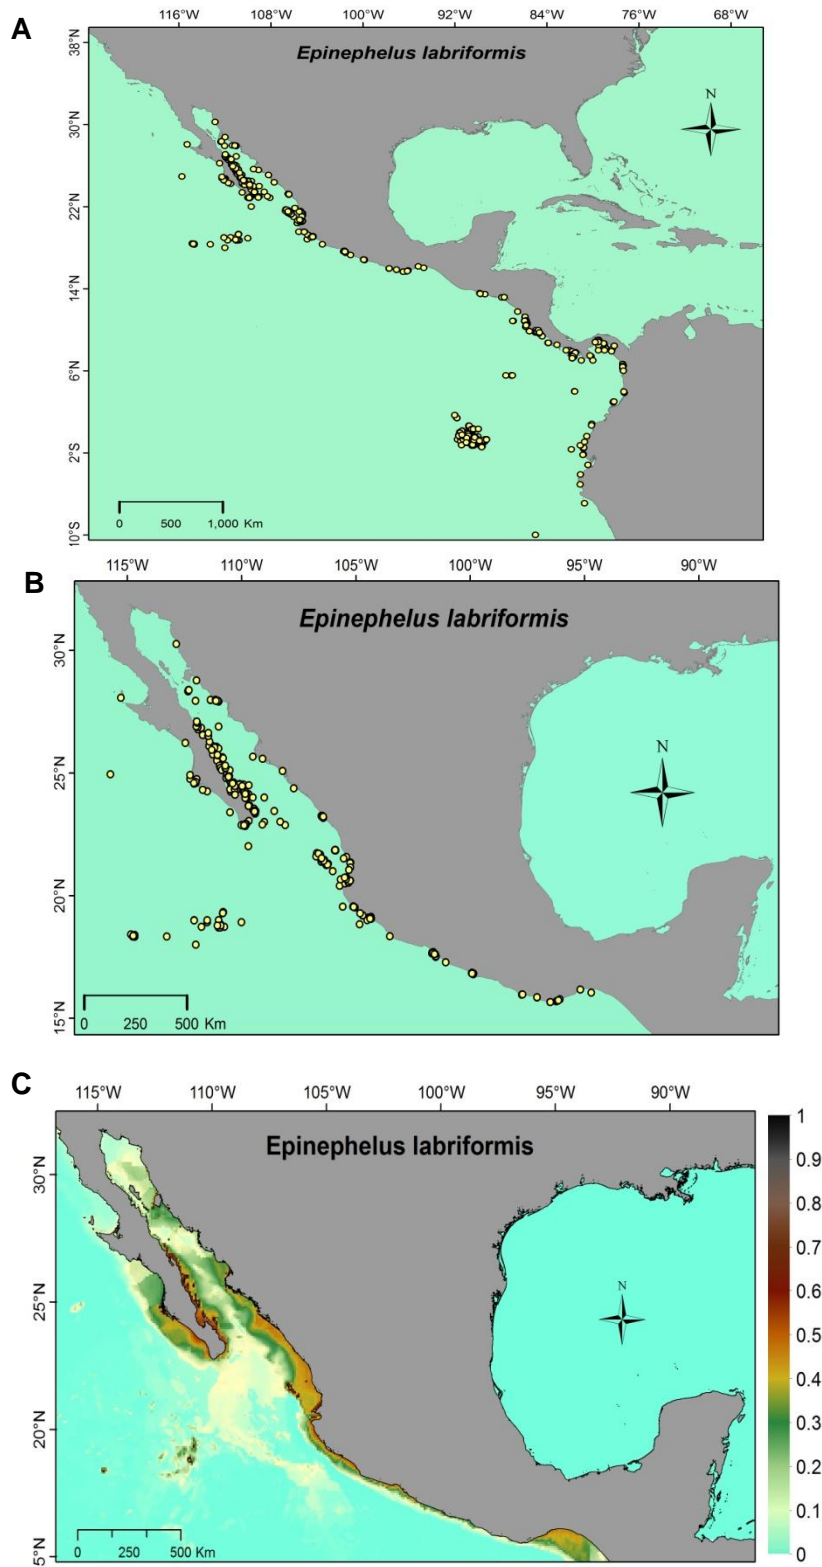 A
116°W 108°W 100°W 92°W 84°W 76°W 68°W
38°N
Epinephelus labriformis
N
30°N
22°N
14°N
6°N
2°S
10°S
0 500 1,000 Km
B
115°W 110°W 105°W 100°W 95°W 90°W
Epinephelus labriformis
30°N
N
25°N
20°N
15°N
0 250 500 Km
C
115°W 110°W 105°W 100°W 95°W 90°W
Epinephelus labriformis
30°N
N
25°N
20°N
5°N
0 250 500 Km
1
0.9
0.8
0.7
0.6
0.5
0.4
0.3
0.2
0.1
0